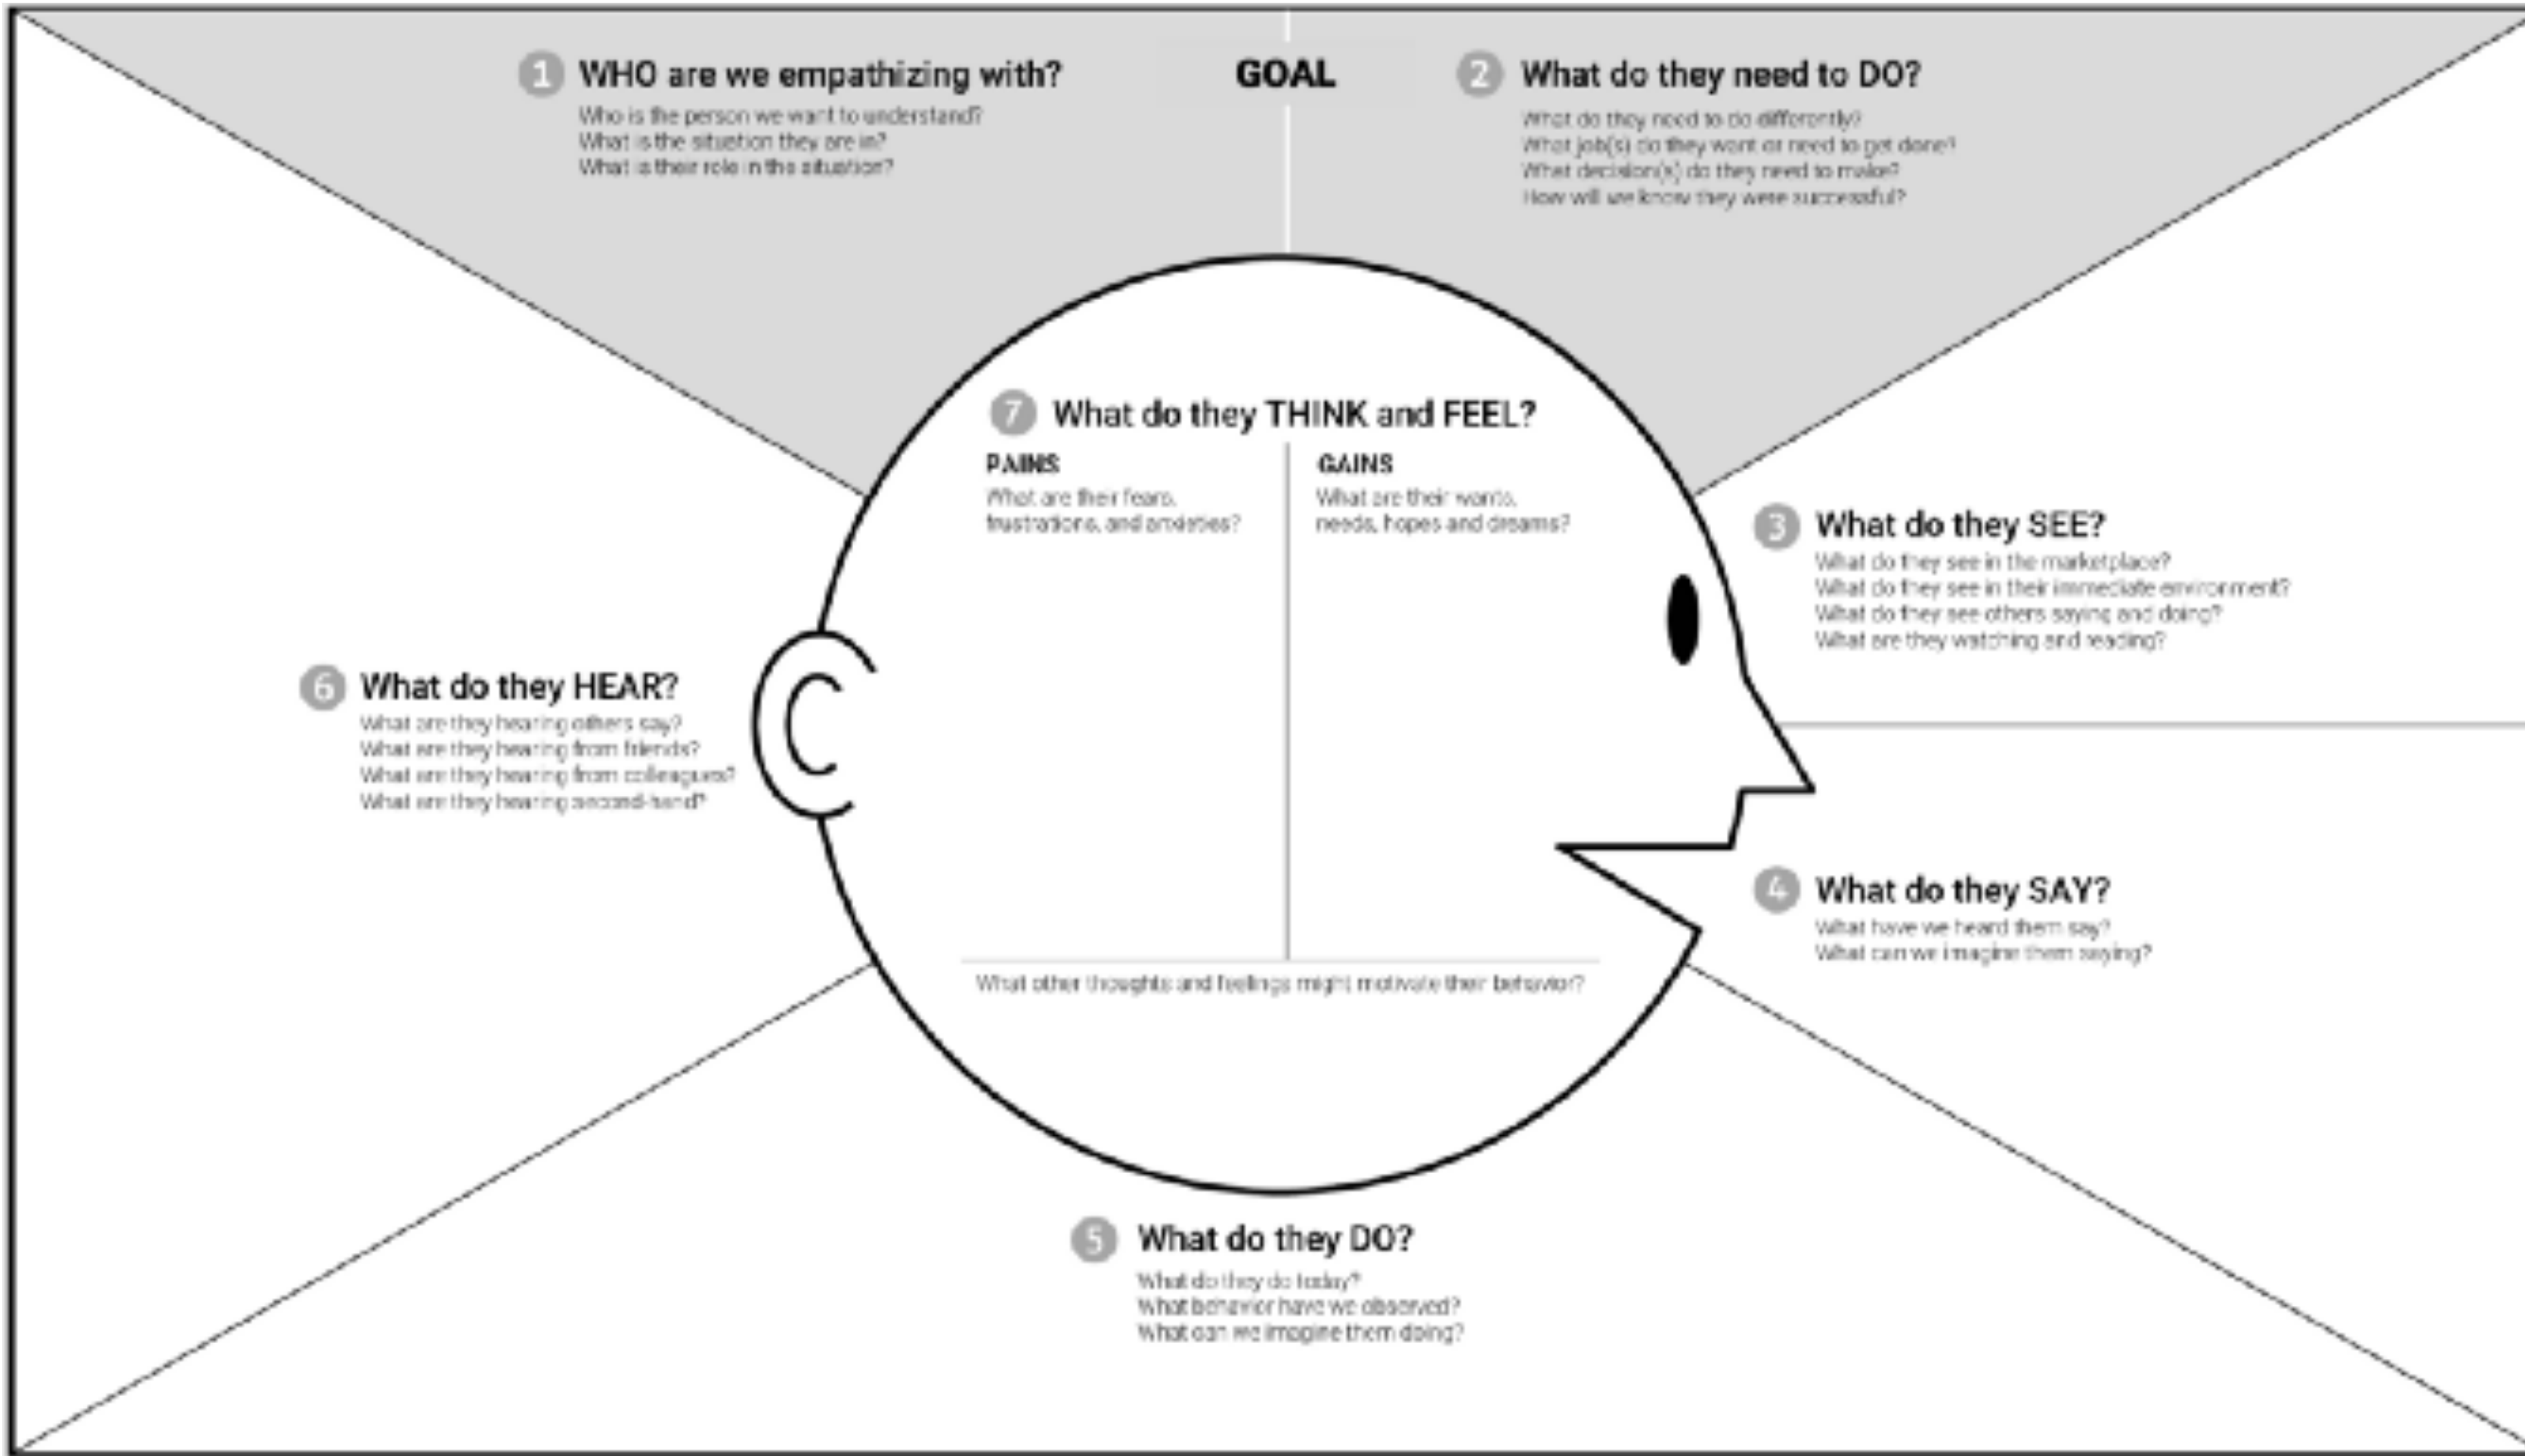 1 WHO are we empathizing with?
Who is the person we want to understand?
What is the situation they are in?
What is their role in the situation?
GOAL
2 What do they need to DO?
What do they need to do differently?
What job(s) do they want or need to get done?
What decision(s) do they need to make?
How will we know they were successful?
7 What do they THINK and FEEL?
PAINS
What are their fears,
frustrations, and anxieties?
GAINS
What are their wants,
needs, hopes and dreams?
What other thoughts and feelings might motivate their behavior?
3 What do they SEE?
What do they see in the marketplace?
What do they see in their immediate environment?
What do they see others saying and doing?
What are they watching and reading?
4 What do they SAY?
What have we heard them say?
What can we imagine them saying?
5 What do they DO?
What do they do today?
What behavior have we observed?
What can we imagine them doing?
6 What do they HEAR?
What are they hearing others say?
What are they hearing from friends?
What are they hearing from colleagues?
What are they hearing second-hand?